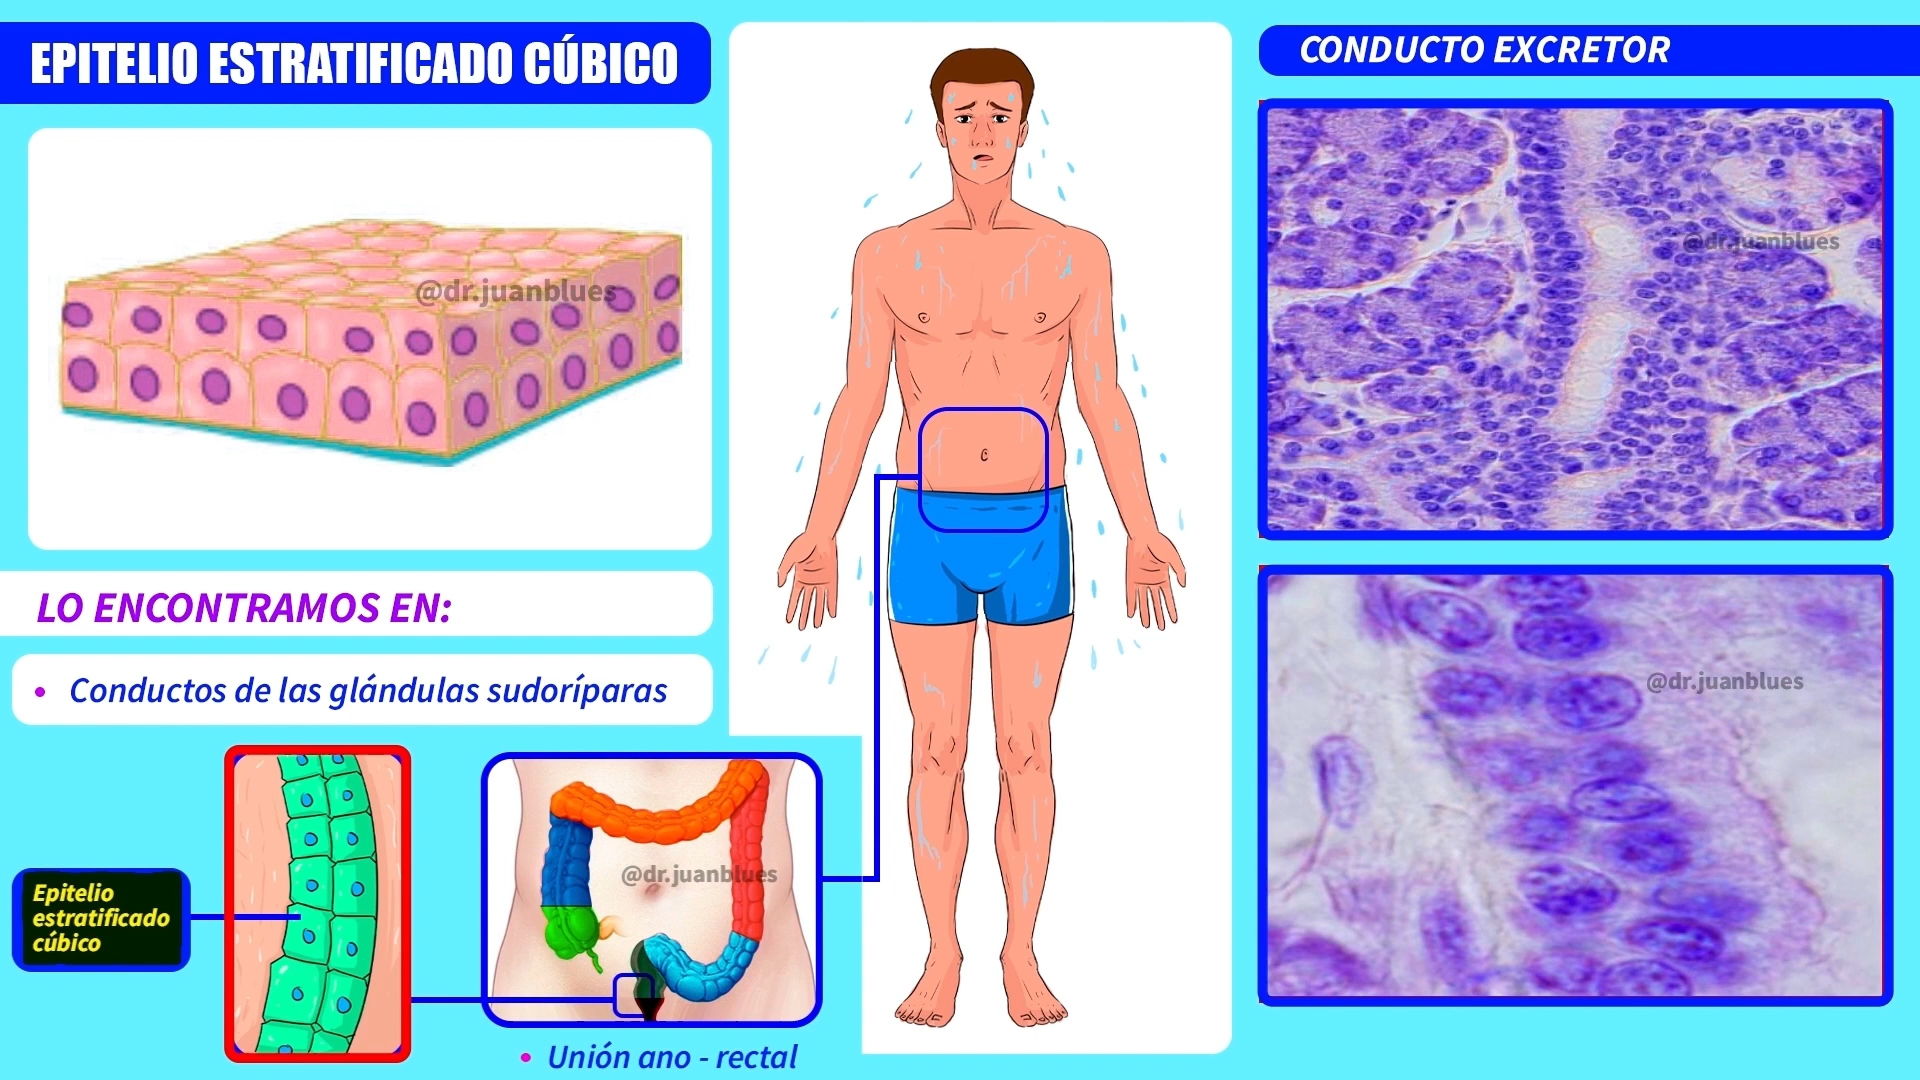 EPITELIO ESTRATIFICADO CÚBICO
@dr.juanblues
LO ENCONTRAMOS EN:
• Conductos de las glándulas sudoríparas
Epitelio
estratificado
cúbico
@dr.juanblues
• Unión ano - rectal
CONDUCTO EXCRETOR
@dr.juanblues
@dr.juanblues